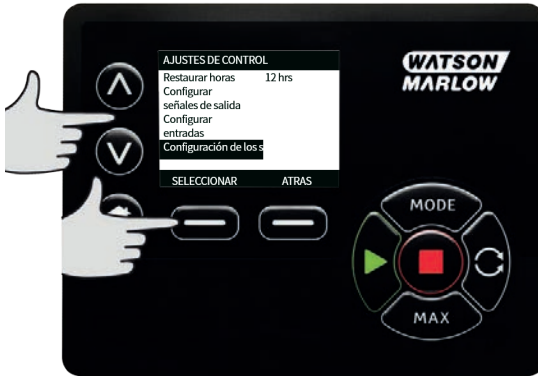 AJUSTES DE CONTROL
Restaurar horas 12 hrs
Configurar
señales de salida
Configurar
entradas
Configuración de los s
SELECCIONAR ATRAS
WATSON
MARLOW
MODE
MAX